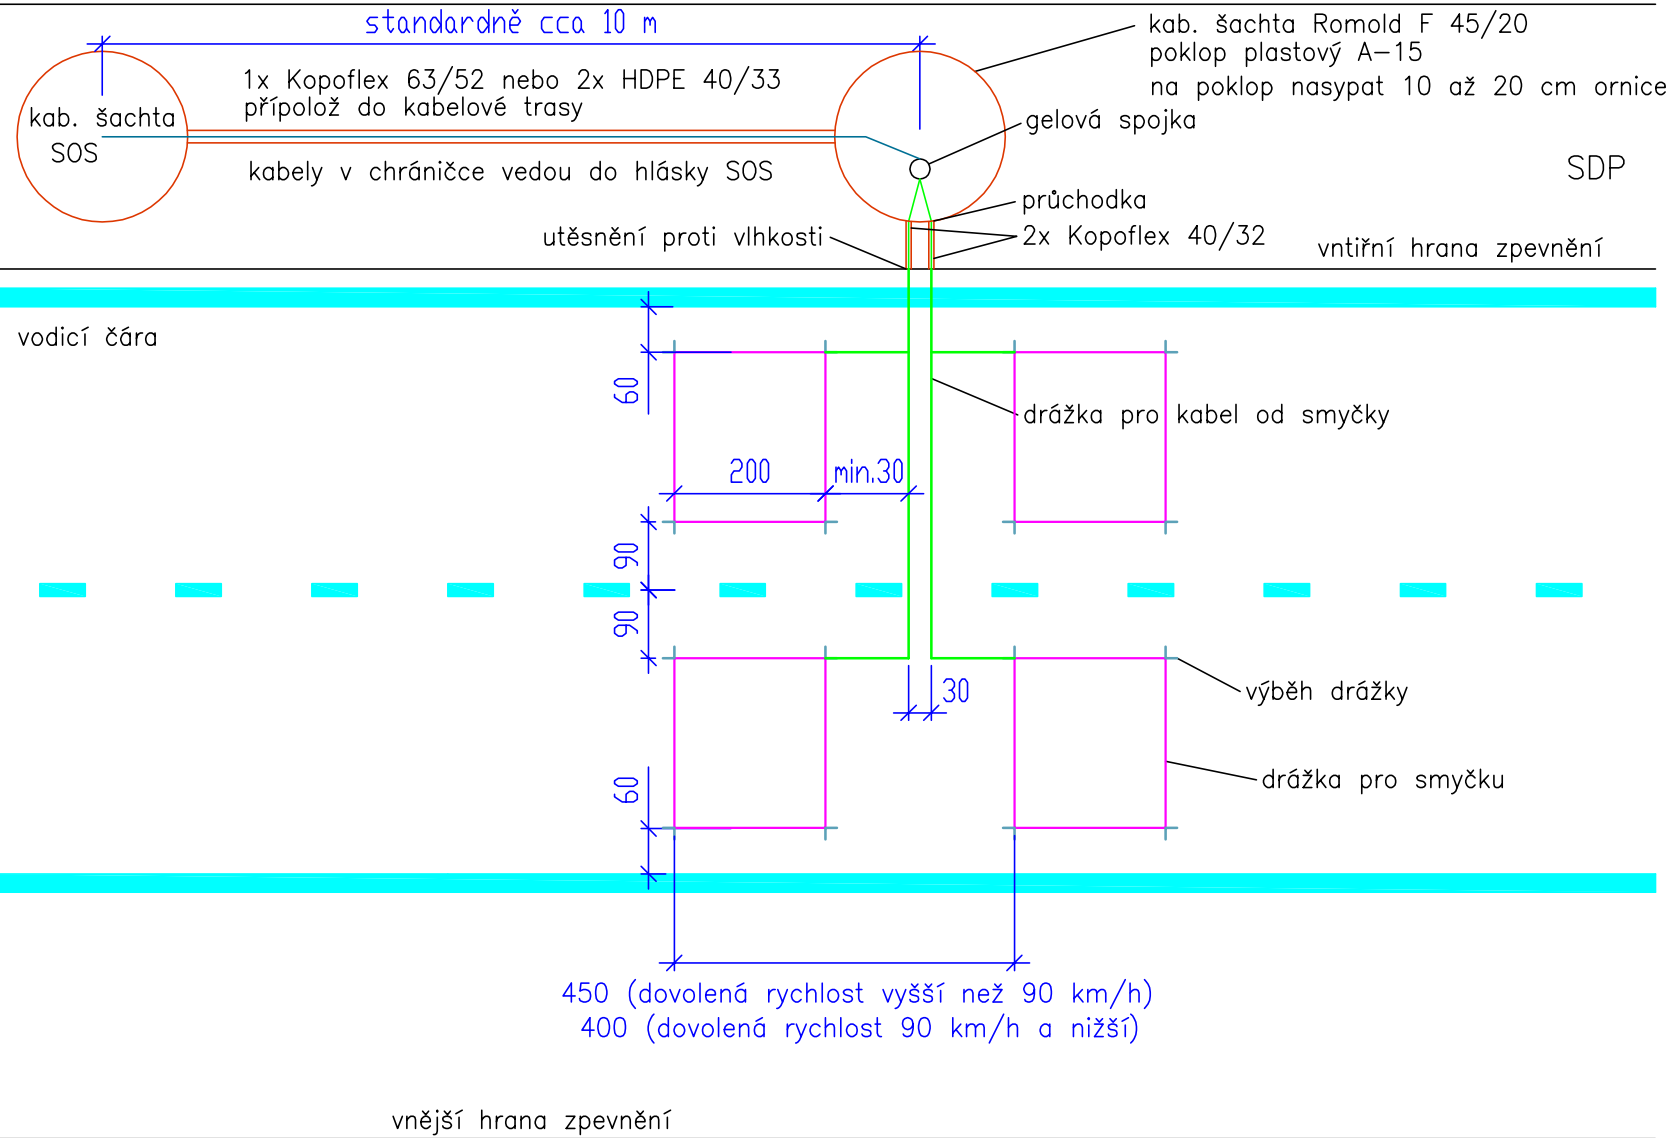 standardně cca 10 m
kab. šachta Romold F 45/20
poklop plastový A-15
na poklop nasypat 10 až 20 cm ornice
1x Kopoflex 63/52 nebo 2x HDPE 40/33
přípolož do kabelové trasy
kab. šachta
SOS
gelová spojka
kabely v chráničce vedou do hlásky SOS
SDP
průchodka
utěsnění proti vlhkosti
2x Kopoflex 40/32
vntiřní hrana zpevnění
vodicí čára
60
drážka pro kabel od smyčky
200
min.30
90
90
30
výběh drážky
60
drážka pro smyčku
450 (dovolená rychlost vyšší než 90 km/h)
400 (dovolená rychlost 90 km/h a nižší)
vnější hrana zpevnění